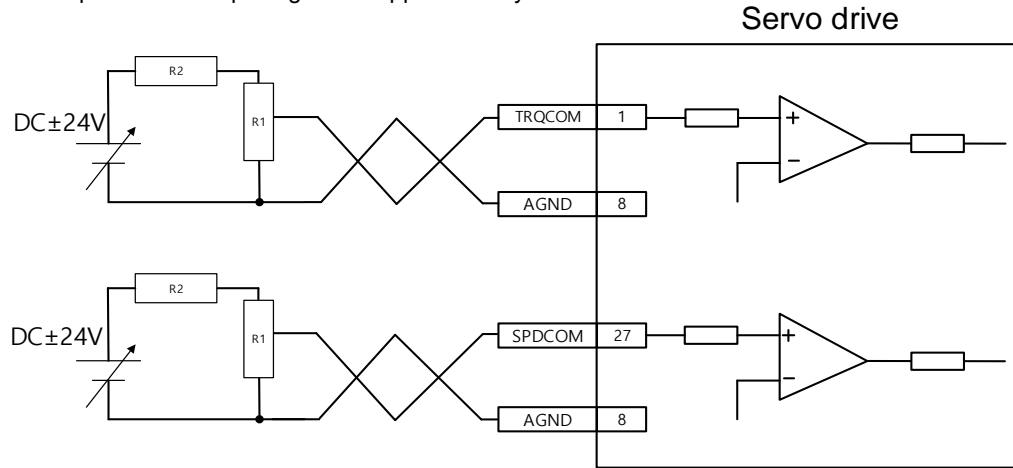 Servo drive
R2
R1
DC±24V
TRQCOM 1
+
−
AGND 8
R2
R1
DC±24V
SPDCOM 27
+
−
AGND 8